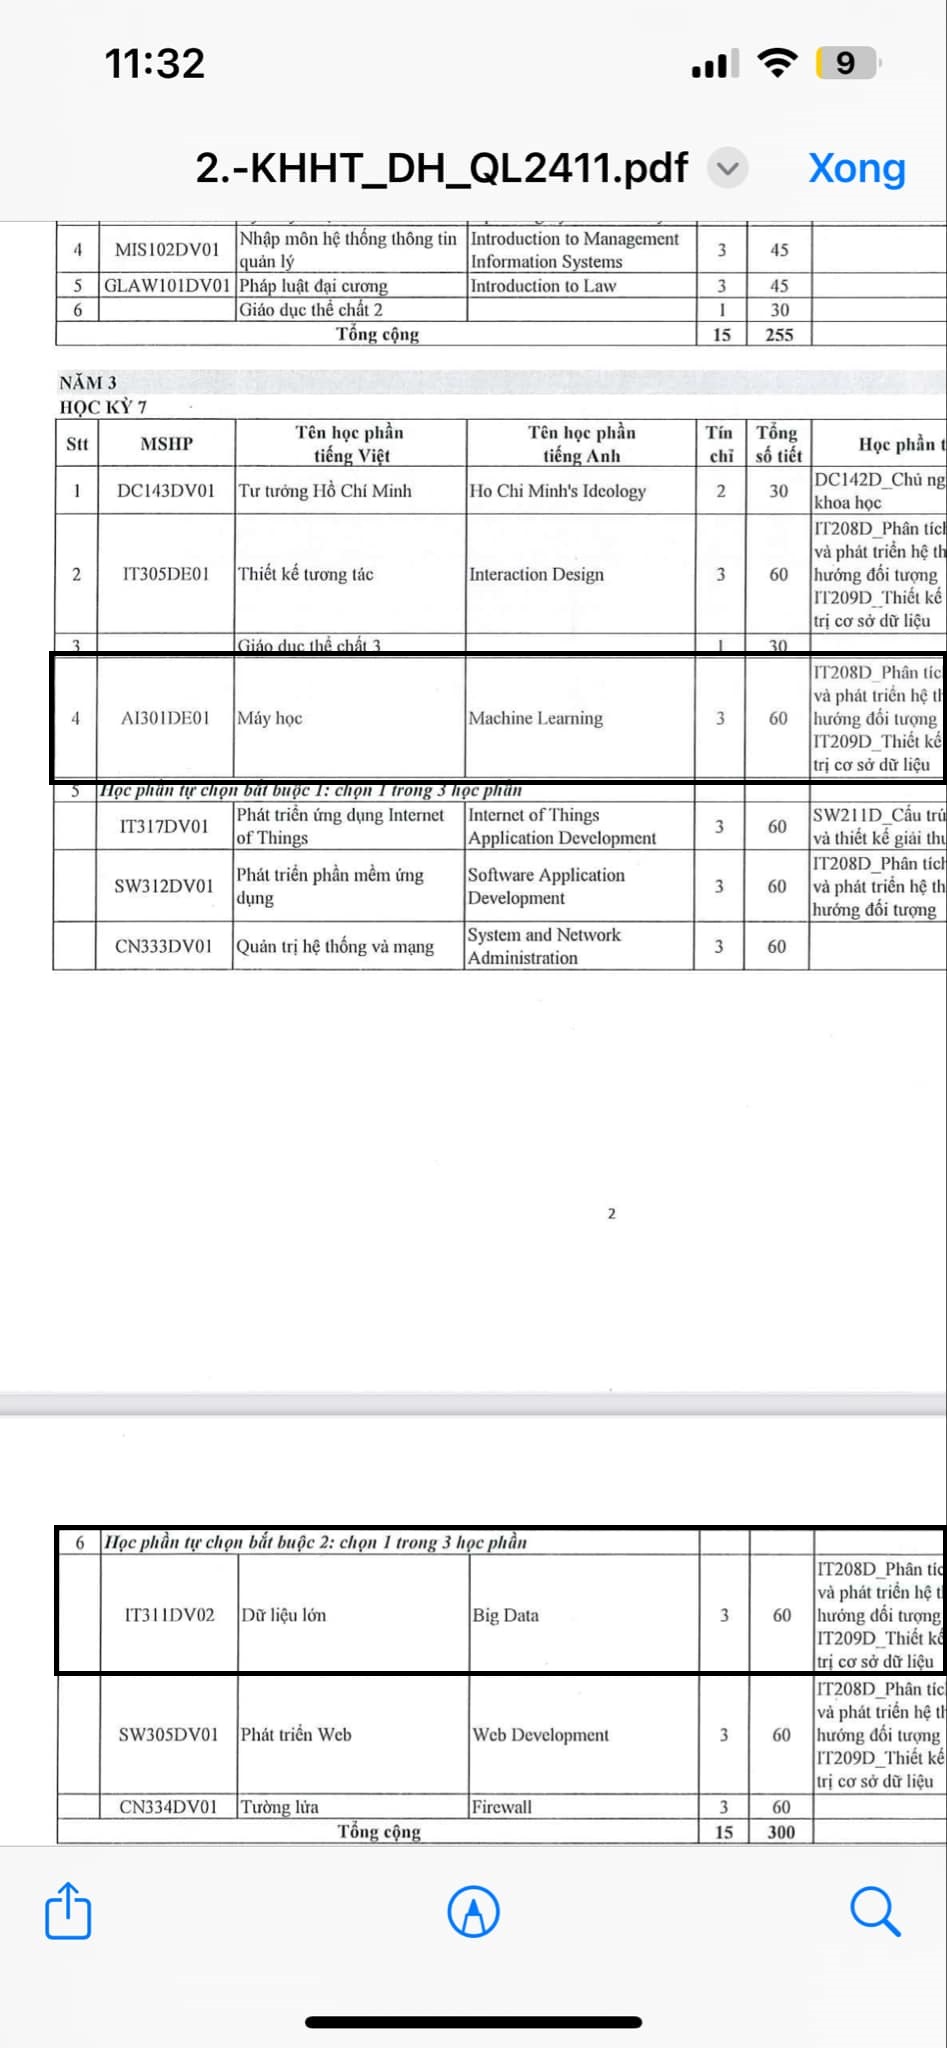 11:32
9
2.-KHHT_DH_QL2411.pdf
Xong
4 MIS102DV01 Nhập môn hệ thống thông tin quản lý Introduction to Management Information Systems 3 45
5 GLAW101DV01 Pháp luật đại cương Introduction to Law 3 45
6 Giáo dục thể chất 2 1 30
Tổng cộng 15 255
NĂM 3
HỌC KỲ 7
Stt MSHP Tên học phần tiếng Việt Tên học phần tiếng Anh Tín chỉ Tổng số tiết Học phần t
1 DC143DV01 Tư tưởng Hồ Chí Minh Ho Chi Minh's Ideology 2 30 DC142D_Chủ ng khoa học
2 IT305DE01 Thiết kế tương tác Interaction Design 3 60 IT208D_Phân tích và phát triển hệ th hướng đối tượng IT209D_Thiết kế trị cơ sở dữ liệu
3 Giáo dục thể chất 3 1 30
4 AI301DE01 Máy học Machine Learning 3 60 IT208D_Phân tíc và phát triển hệ th hướng đối tượng IT209D_Thiết kế trị cơ sở dữ liệu
5 Học phần tự chọn bắt buộc 1: chọn 1 trong 3 học phần
IT317DV01 Phát triển ứng dụng Internet of Things Internet of Things Application Development 3 60 SW211D_Cấu trú và thiết kế giải thu
SW312DV01 Phát triển phần mềm ứng dụng Software Application Development 3 60 IT208D_Phân tích và phát triển hệ th hướng đối tượng
CN333DV01 Quản trị hệ thống và mạng System and Network Administration 3 60
2
6 Học phần tự chọn bắt buộc 2: chọn 1 trong 3 học phần
IT311DV02 Dữ liệu lớn Big Data 3 60 IT208D_Phân tíc và phát triển hệ t hướng đối tượng IT209D_Thiết kế trị cơ sở dữ liệu
SW305DV01 Phát triển Web Web Development 3 60 IT208D_Phân tíc và phát triển hệ th hướng đối tượng IT209D_Thiết kế trị cơ sở dữ liệu
CN334DV01 Tường lửa Firewall 3 60
Tổng cộng 15 300